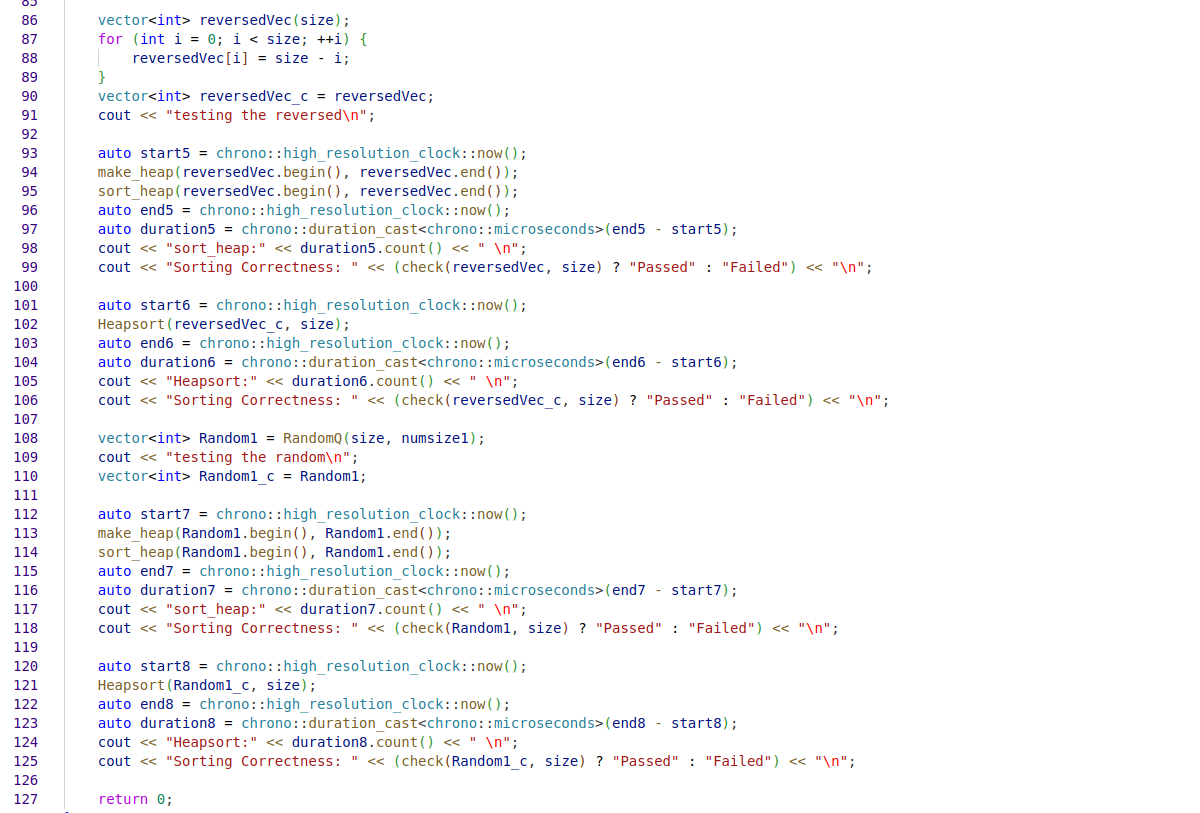 85
86 vector<int> reversedVec(size);
87 for (int i = 0; i < size; ++i) {
88 reversedVec[i] = size - i;
89 }
90 vector<int> reversedVec_c = reversedVec;
91 cout << "testing the reversed\n";
92
93 auto start5 = chrono::high_resolution_clock::now();
94 make_heap(reversedVec.begin(), reversedVec.end());
95 sort_heap(reversedVec.begin(), reversedVec.end());
96 auto end5 = chrono::high_resolution_clock::now();
97 auto duration5 = chrono::duration_cast<chrono::microseconds>(end5 - start5);
98 cout << "sort_heap:" << duration5.count() << " \n";
99 cout << "Sorting Correctness: " << (check(reversedVec, size) ? "Passed" : "Failed") << "\n";
100
101 auto start6 = chrono::high_resolution_clock::now();
102 Heapsort(reversedVec_c, size);
103 auto end6 = chrono::high_resolution_clock::now();
104 auto duration6 = chrono::duration_cast<chrono::microseconds>(end6 - start6);
105 cout << "Heapsort:" << duration6.count() << " \n";
106 cout << "Sorting Correctness: " << (check(reversedVec_c, size) ? "Passed" : "Failed") << "\n";
107
108 vector<int> Random1 = RandomQ(size, numsize1);
109 cout << "testing the random\n";
110 vector<int> Random1_c = Random1;
111
112 auto start7 = chrono::high_resolution_clock::now();
113 make_heap(Random1.begin(), Random1.end());
114 sort_heap(Random1.begin(), Random1.end());
115 auto end7 = chrono::high_resolution_clock::now();
116 auto duration7 = chrono::duration_cast<chrono::microseconds>(end7 - start7);
117 cout << "sort_heap:" << duration7.count() << " \n";
118 cout << "Sorting Correctness: " << (check(Random1, size) ? "Passed" : "Failed") << "\n";
119
120 auto start8 = chrono::high_resolution_clock::now();
121 Heapsort(Random1_c, size);
122 auto end8 = chrono::high_resolution_clock::now();
123 auto duration8 = chrono::duration_cast<chrono::microseconds>(end8 - start8);
124 cout << "Heapsort:" << duration8.count() << " \n";
125 cout << "Sorting Correctness: " << (check(Random1_c, size) ? "Passed" : "Failed") << "\n";
126
127 return 0;